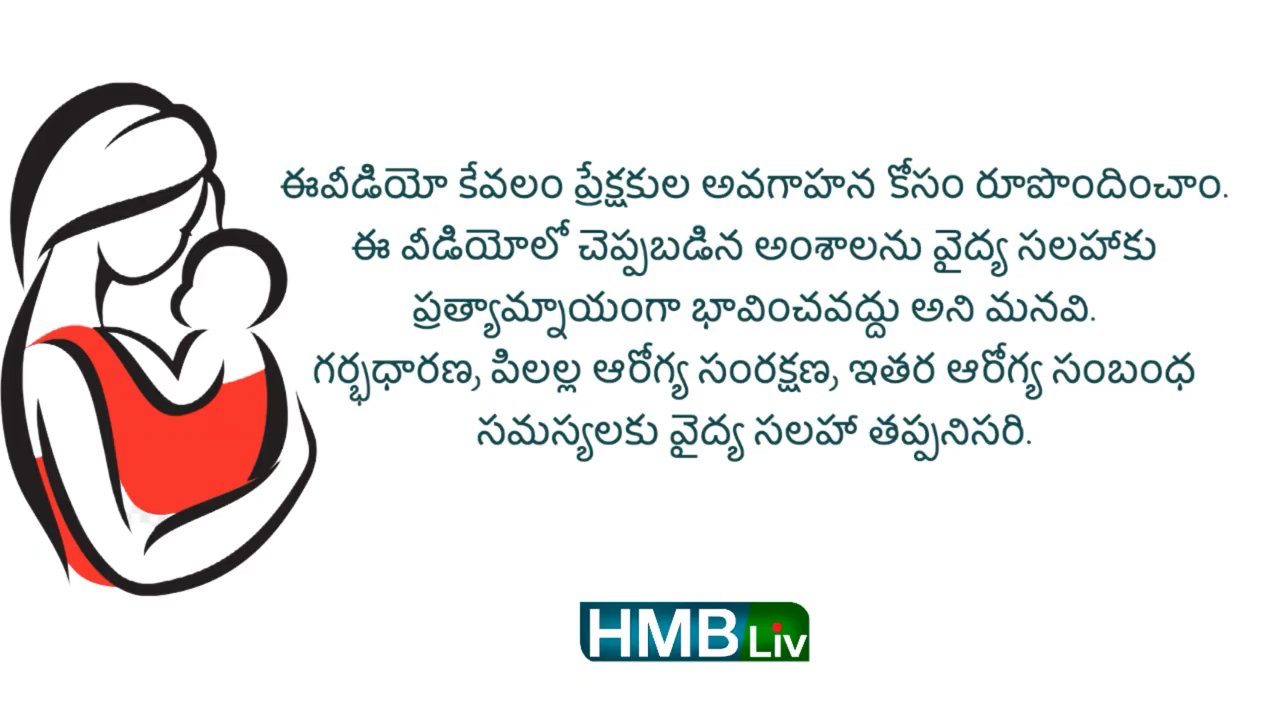 ఈవీడియో కేవలం ప్రేక్షకుల అవగాహన కోసం రూపొందించాం.
ఈ వీడియోలో చెప్పబడిన అంశాలను వైద్య సలహాకు
ప్రత్యామ్నాయంగా భావించవద్దు అని మనవి.
గర్భధారణ, పిలల్ల ఆరోగ్య సంరక్షణ, ఇతర ఆరోగ్య సంబంధ
సమస్యలకు వైద్య సలహా తప్పనిసరి.
HMB Liv